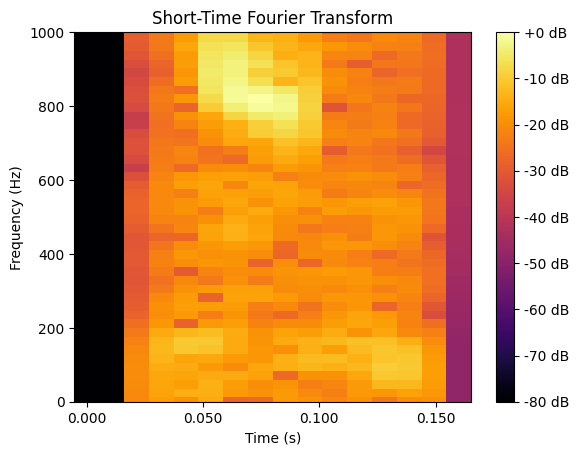 Short-Time Fourier Transform
1000
800
600
400
200
0
Frequency (Hz)
0.000
0.050
0.100
0.150
Time (s)
+0 dB
-10 dB
-20 dB
-30 dB
-40 dB
-50 dB
-60 dB
-70 dB
-80 dB